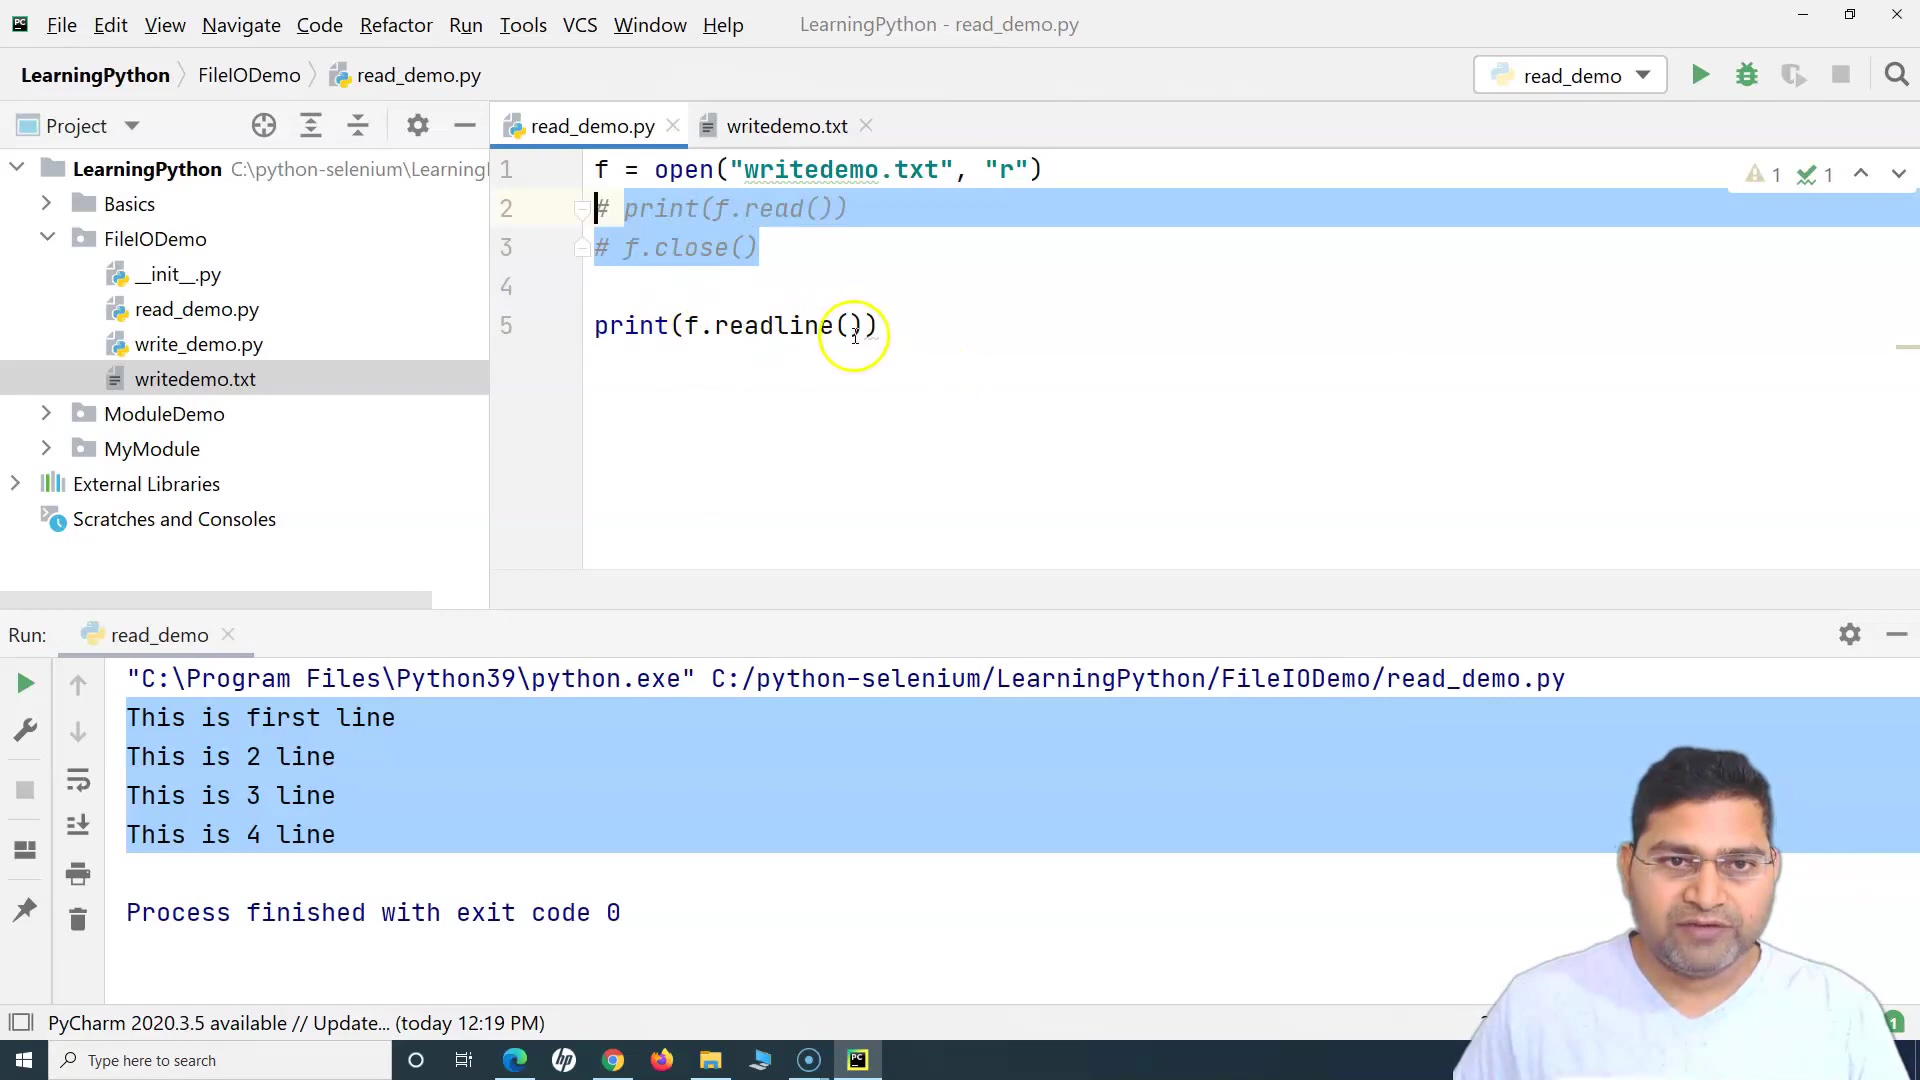 File Edit View Navigate Code Refactor Run Tools VCS Window Help LearningPython - read_demo.py
LearningPython FileIODemo read_demo.py read_demo
Project read_demo.py writedemo.txt
LearningPython C:\python-selenium\Learning
Basics
FileIODemo
__init__.py
read_demo.py
write_demo.py
writedemo.txt
ModuleDemo
MyModule
External Libraries
Scratches and Consoles
1 f = open("writedemo.txt", "r")
2 # print(f.read())
3 # f.close()
4
5 print(f.readline())
1 1
Run: read_demo
"C:\Program Files\Python39\python.exe" C:/python-selenium/LearningPython/FileIODemo/read_demo.py
This is first line
This is 2 line
This is 3 line
This is 4 line
Process finished with exit code 0
PyCharm 2020.3.5 available // Update... (today 12:19 PM)
1
Type here to search
hp
PC